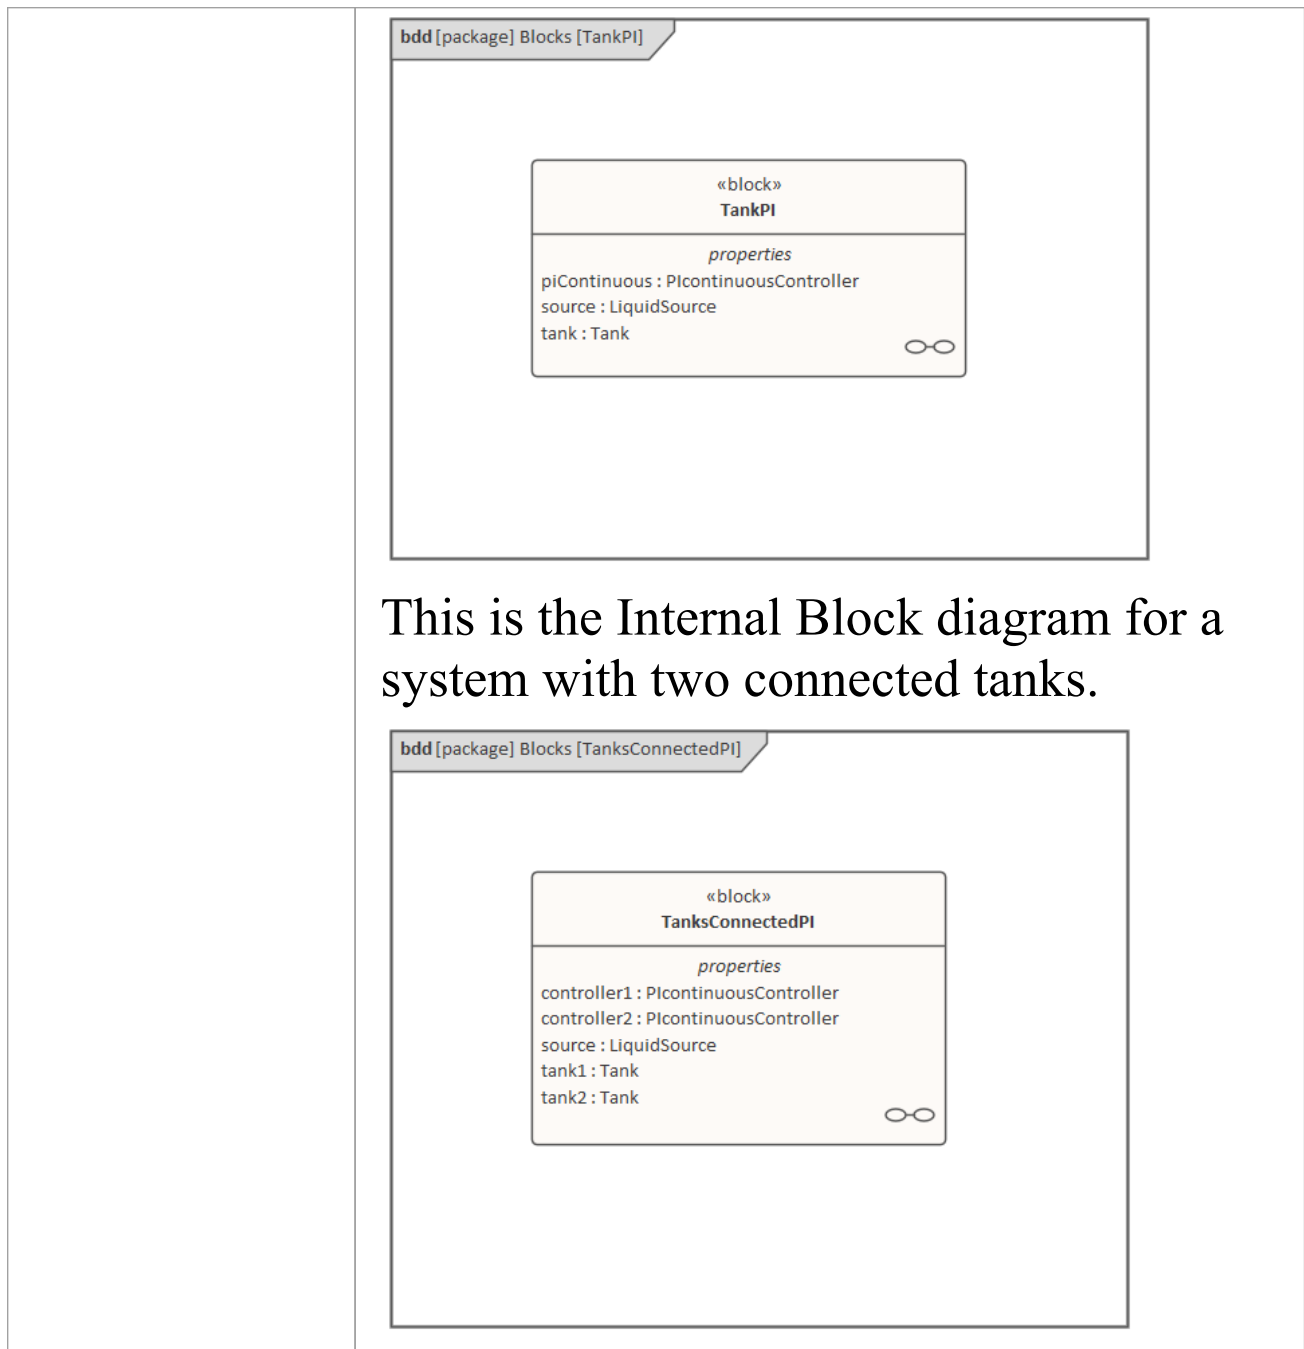 bdd [package] Blocks [TankPI]
«block»
TankPI
properties
piContinuous : PIcontinuousController
source : LiquidSource
tank : Tank
This is the Internal Block diagram for a
system with two connected tanks.
bdd [package] Blocks [TanksConnectedPI]
«block»
TanksConnectedPI
properties
controller1 : PIcontinuousController
controller2 : PIcontinuousController
source : LiquidSource
tank1 : Tank
tank2 : Tank